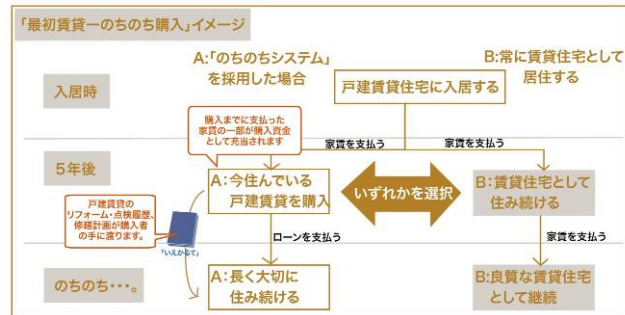 「最初賃貸ーのちのち購入」イメージ
A:「のちのちシステム」
を採用した場合
B:常に賃貸住宅として
居住する
入居時
戸建賃貸住宅に入居する
購入までに支払った
家賃の一部が購入資金
として充当されます
家賃を支払う
家賃を支払う
5年後
A:今住んでいる
戸建賃貸を購入
いずれかを選択
B:賃貸住宅として
住み続ける
戸建賃貸の
リフォーム・点検履歴、
修繕計画が購入者
の手に渡ります。
「いえかるて」
ローンを支払う
家賃を支払う
のちのち・・・。
A:長く大切に
住み続ける
B:良質な賃貸住宅
として継続